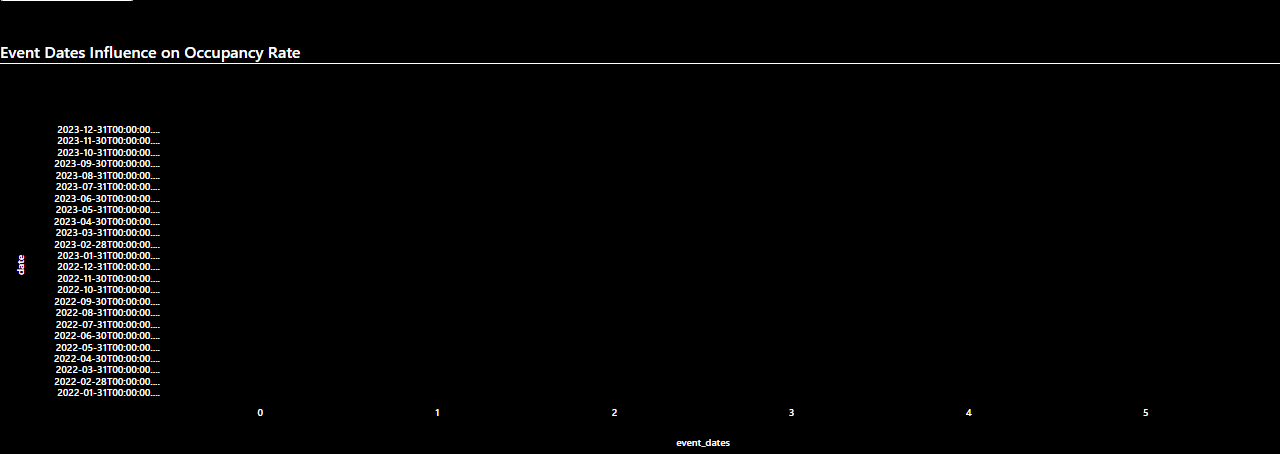 Event Dates Influence on Occupancy Rate
2023-12-31T00:00:00....
2023-11-30T00:00:00....
2023-10-31T00:00:00....
2023-09-30T00:00:00....
2023-08-31T00:00:00....
2023-07-31T00:00:00....
2023-06-30T00:00:00....
2023-05-31T00:00:00....
2023-04-30T00:00:00....
2023-03-31T00:00:00....
2023-02-28T00:00:00....
2023-01-31T00:00:00....
2022-12-31T00:00:00....
2022-11-30T00:00:00....
2022-10-31T00:00:00....
2022-09-30T00:00:00....
2022-08-31T00:00:00....
2022-07-31T00:00:00....
2022-06-30T00:00:00....
2022-05-31T00:00:00....
2022-04-30T00:00:00....
2022-03-31T00:00:00....
2022-02-28T00:00:00....
2022-01-31T00:00:00....
date
0 1 2 3 4 5
event_dates